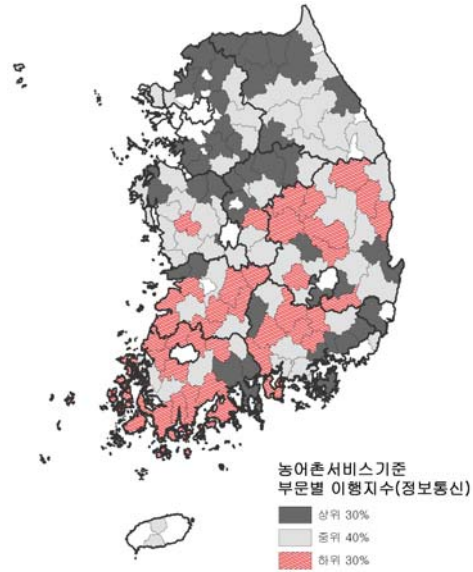 농어촌서비스기준
부문별 이행지수(정보통신)
상위 30%
중위 40%
하위 30%